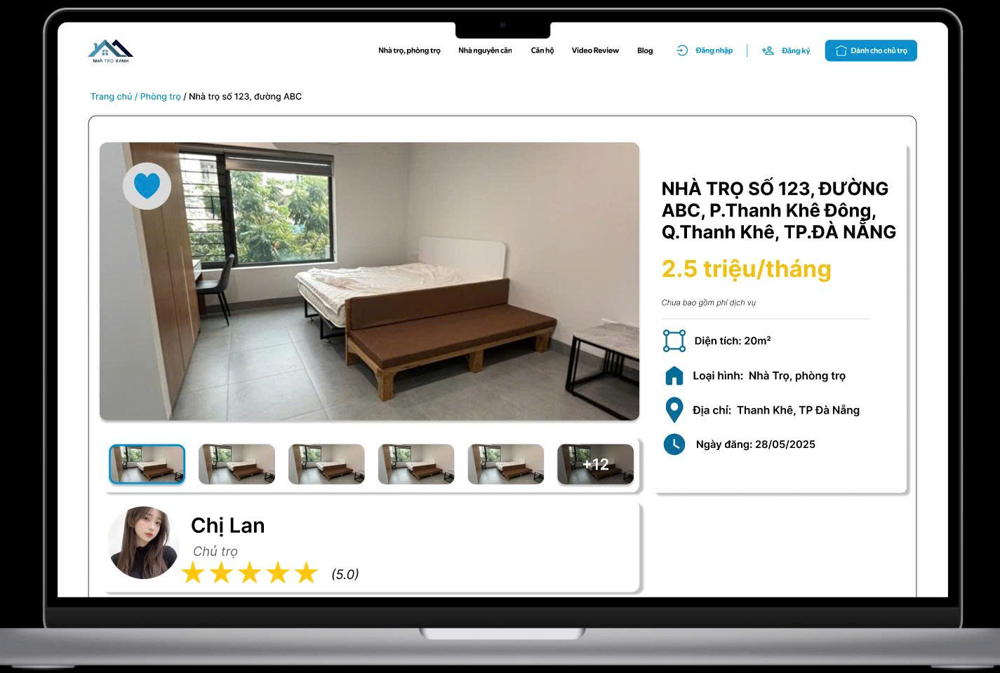 NHÀ TRỌ XANH
Nhà trọ, phòng trọ
Nhà nguyên căn
Căn hộ
Video Review
Blog
Đăng nhập
Đăng ký
Dành cho chủ trọ
Trang chủ / Phòng trọ / Nhà trọ số 123, đường ABC
NHÀ TRỌ SỐ 123, ĐƯỜNG
ABC, P.Thanh Khê Đông,
Q.Thanh Khê, TP.ĐÀ NẴNG
2.5 triệu/tháng
Chưa bao gồm phí dịch vụ
Diện tích: 20m²
Loại hình: Nhà Trọ, phòng trọ
Địa chỉ: Thanh Khê, TP Đà Nẵng
Ngày đăng: 28/05/2025
+12
Chị Lan
Chủ trọ
(5.0)